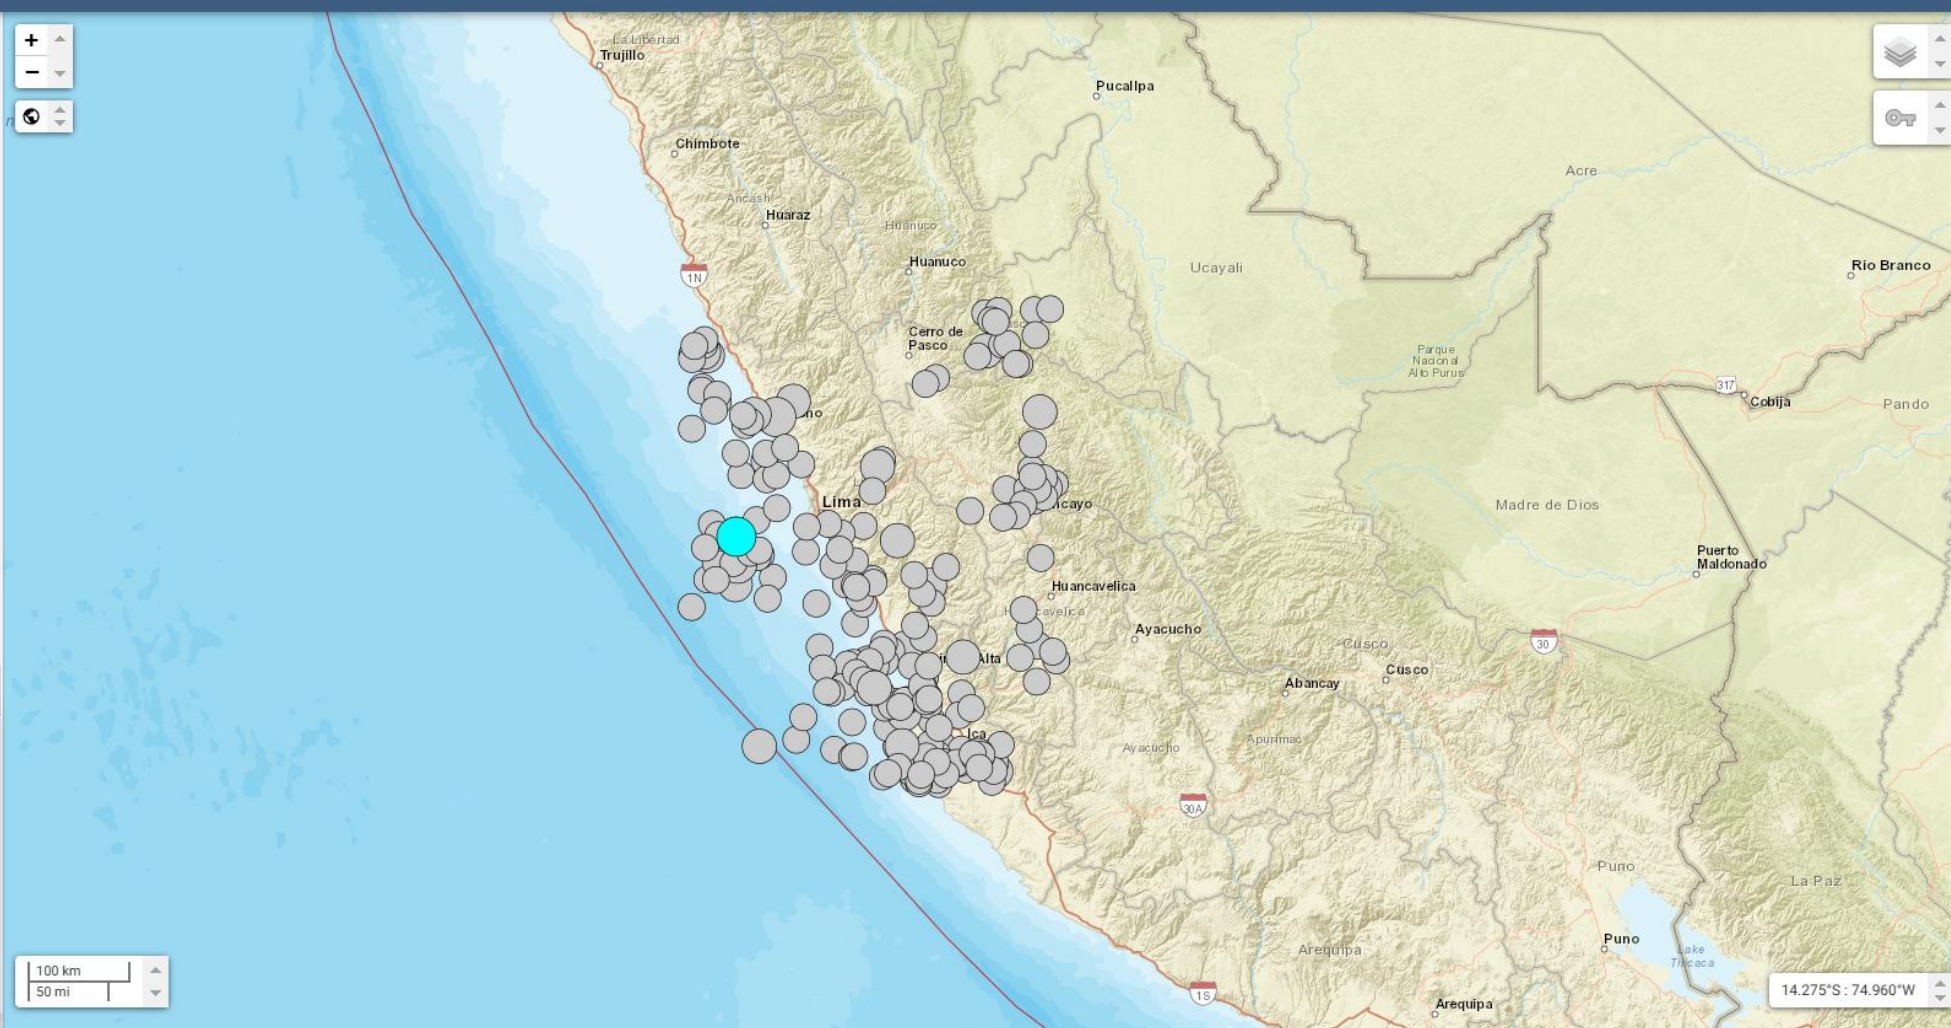 +
−
La Libertad
Trujillo
Pucallpa
Chimbote
Acre
Ancash
Huaraz
Huánuco
Huanuco
Ucayali
Rio Branco
1N
Cerro de
Pasco
Parque
Nacional
Alto Purus
317
Cobija
Pando
Lima
Madre de Dios
Puerto
Maldonado
Huancavelica
Ayacucho
Cusco
30
Alta
Cusco
Abancay
Ica
Ayacucho
Apurimac
30A
Puno
La Paz
Puno
Arequipa
Lake
Titicaca
100 km
50 mi
14.275°S : 74.960°W
1S
Arequipa